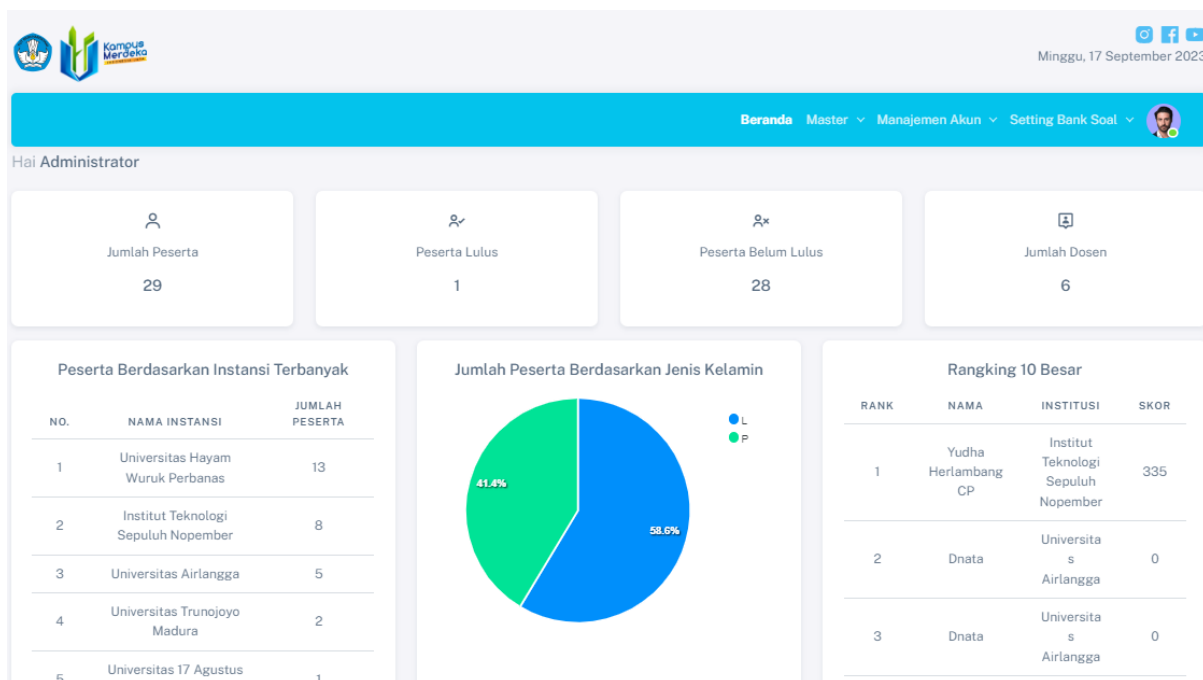 Kampus
Merdeka
Minggu, 17 September 2023
Beranda Master Manajemen Akun Setting Bank Soal
Hai Administrator
Jumlah Peserta
29
Peserta Lulus
1
Peserta Belum Lulus
28
Jumlah Dosen
6
Peserta Berdasarkan Instansi Terbanyak
NO. NAMA INSTANSI JUMLAH
PESERTA
1 Universitas Hayam
Wuruk Perbanas 13
2 Institut Teknologi
Sepuluh Nopember 8
3 Universitas Airlangga 5
4 Universitas Trunojoyo
Madura 2
5 Universitas 17 Agustus 1
Jumlah Peserta Berdasarkan Jenis Kelamin
L
P
41.4%
58.6%
Rangking 10 Besar
RANK NAMA INSTITUSI SKOR
1 Yudha
Herlambang
CP
Institut
Teknologi
Sepuluh
Nopember
335
2 Dnata
Universita
s
Airlangga
0
3 Dnata
Universita
s
Airlangga
0